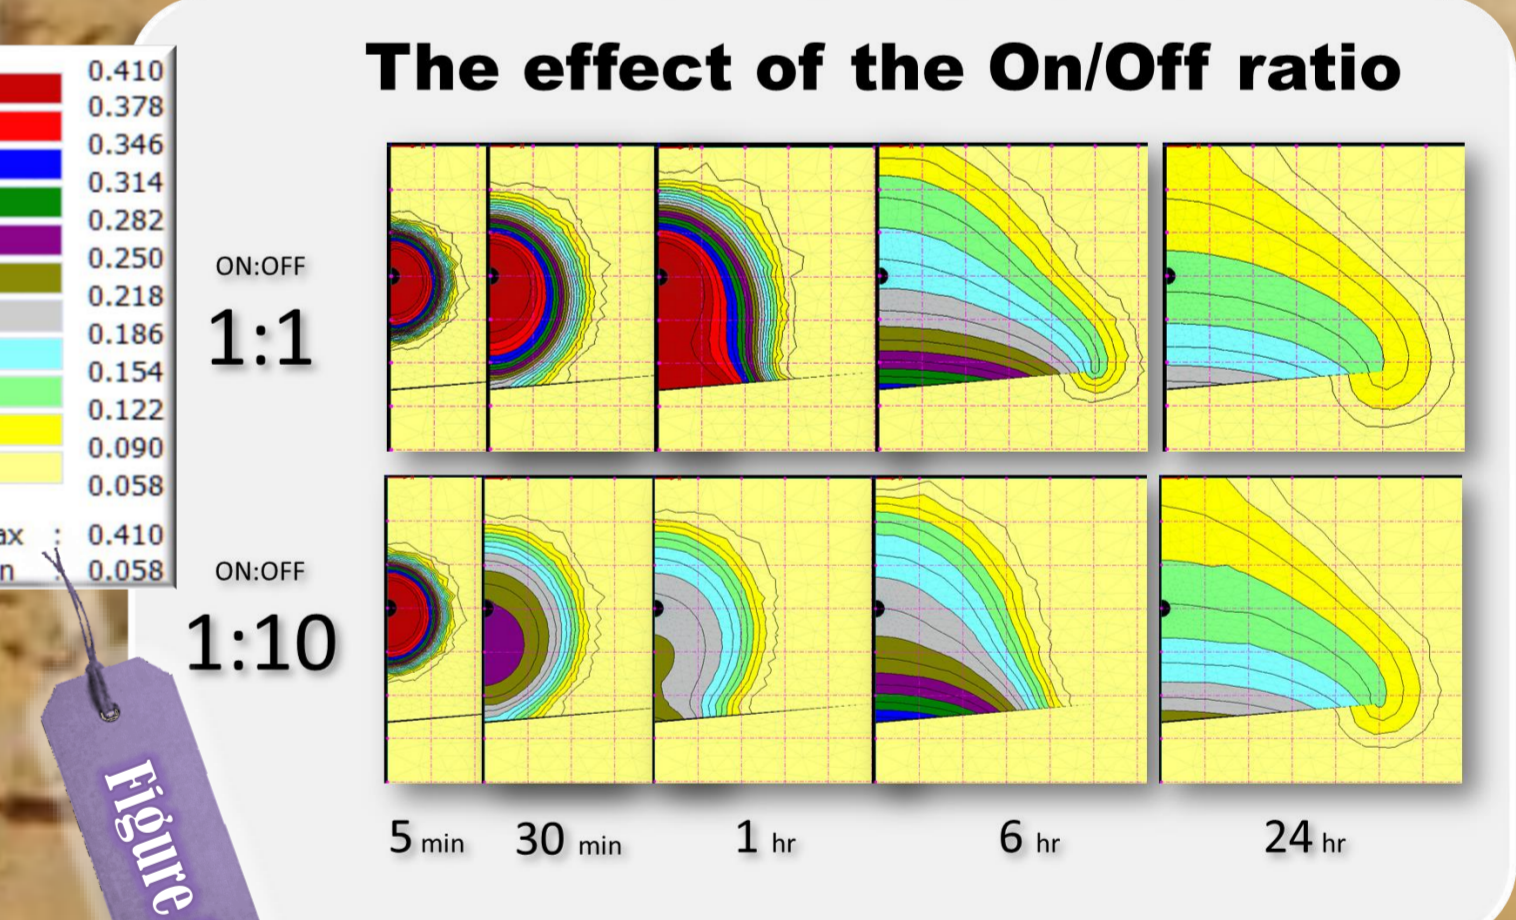 The effect of the On/Off ratio
0.410
0.378
0.346
0.314
0.282
0.250
0.218
0.186
0.154
0.122
0.090
0.058
ax : 0.410
n : 0.058
ON:OFF
1:1
ON:OFF
1:10
5 min 30 min 1 hr 6 hr 24 hr
Figure